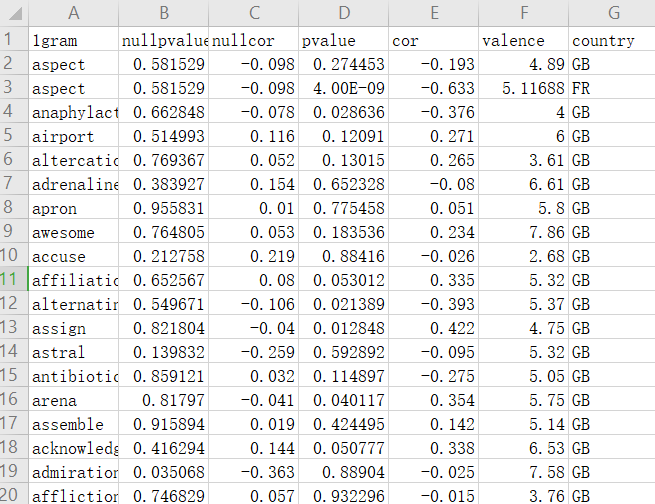 A B C D E F G
1 1gram nullpvalue nullcor pvalue cor valence country
2 aspect 0.581529 -0.098 0.274453 -0.193 4.89 GB
3 aspect 0.581529 -0.098 4.00E-09 -0.633 5.11688 FR
4 anaphylact 0.662848 -0.078 0.028636 -0.376 4 GB
5 airport 0.514993 0.116 0.12091 0.271 6 GB
6 altercatic 0.769367 0.052 0.13015 0.265 3.61 GB
7 adrenaline 0.383927 0.154 0.652328 -0.08 6.61 GB
8 apron 0.955831 0.01 0.775458 0.051 5.8 GB
9 awesome 0.764805 0.053 0.183536 0.234 7.86 GB
10 accuse 0.212758 0.219 0.88416 -0.026 2.68 GB
11 affiliatic 0.652567 0.08 0.053012 0.335 5.32 GB
12 alternatin 0.549671 -0.106 0.021389 -0.393 5.37 GB
13 assign 0.821804 -0.04 0.012848 0.422 4.75 GB
14 astral 0.139832 -0.259 0.592892 -0.095 5.32 GB
15 antibiotic 0.859121 0.032 0.114897 -0.275 5.05 GB
16 arena 0.81797 -0.041 0.040117 0.354 5.75 GB
17 assemble 0.915894 0.019 0.424495 0.142 5.14 GB
18 acknowledg 0.416294 0.144 0.050777 0.338 6.53 GB
19 admiration 0.035068 -0.363 0.88904 -0.025 7.58 GB
20 affliction 0.746829 0.057 0.932296 -0.015 3.76 GB